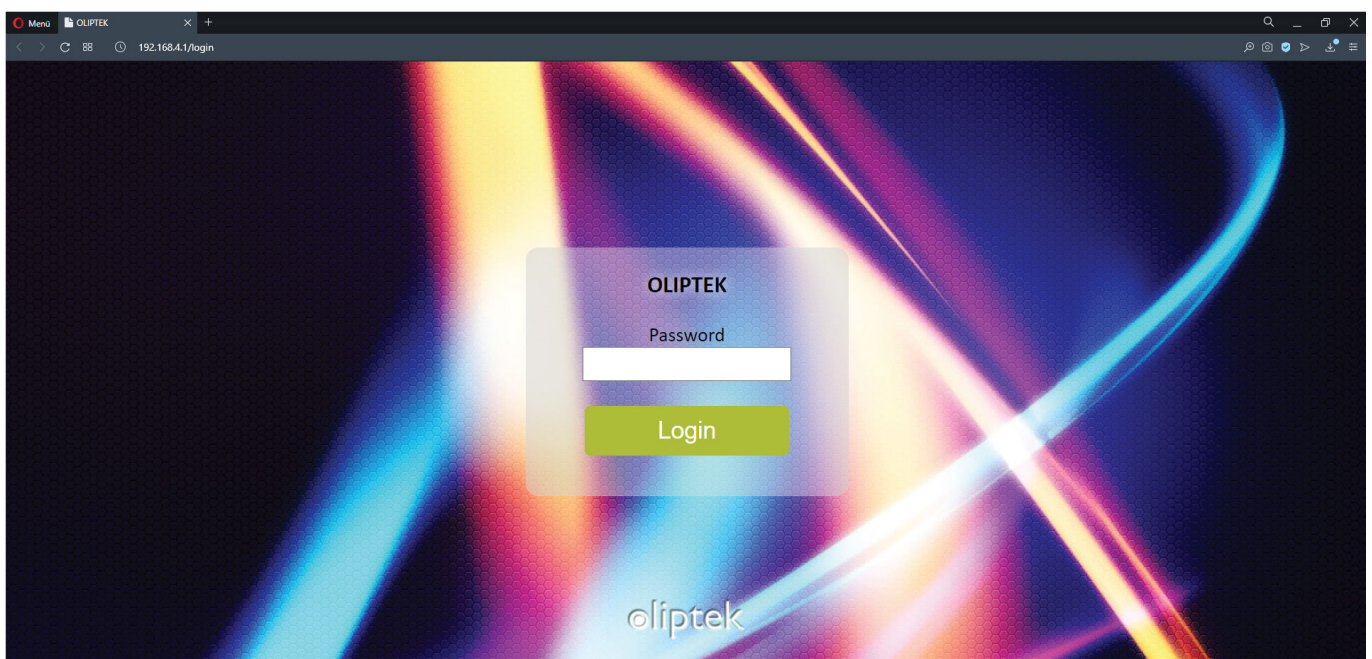 Menü OLIPTEK
192.168.4.1/login
OLIPTEK
Password
Login
oliptek